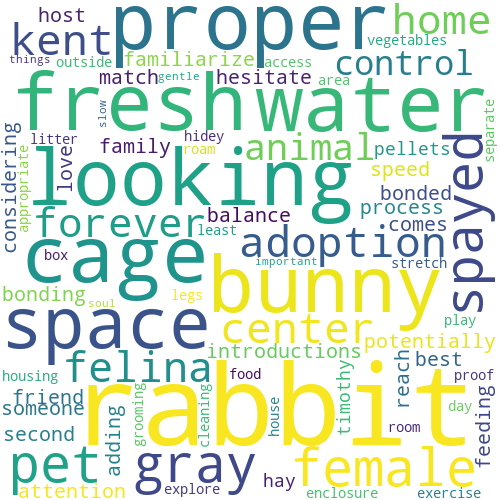 host proper home
kent familiarize vegetables
things outside access
match hesitate area control
fresh water slow gentle
considering appropriate litter hidey
family roam animal pellets separate
love looking speed
forever balance bonded
process comes spayed
box least adoption stretch
cage bunny
bonding important play
soul legs
space center potentially
felina introductions
housing friend best
someone reach proof
grooming cleaning food timothy
rabbit
second adding house day
room feeding
pet gray hay female
attention explore enclosure exercise